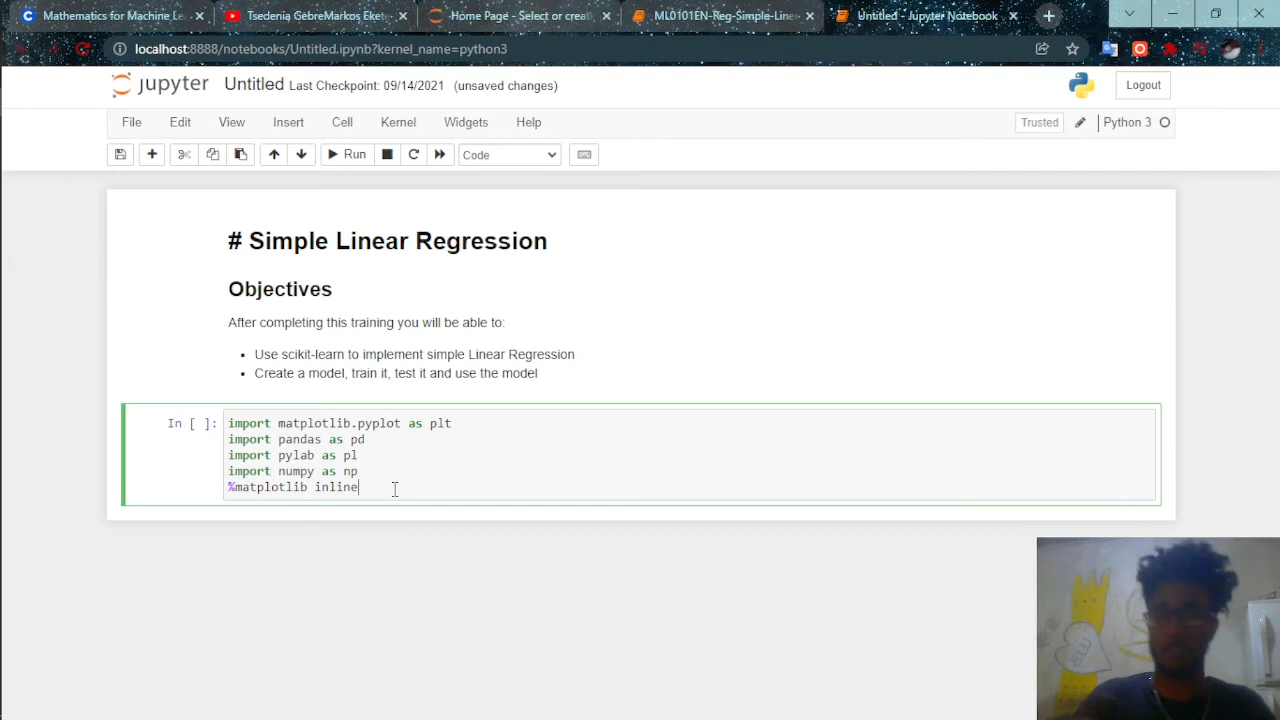 Mathematics for Machine Le
Tsedenia GebreMarkos Eket
Home Page - Select or creat
ML0101EN-Reg-Simple-Line
Untitled - Jupyter Notebook
localhost:8888/notebooks/Untitled.ipynb?kernel_name=python3
jupyter Untitled Last Checkpoint: 09/14/2021 (unsaved changes)
Logout
File Edit View Insert Cell Kernel Widgets Help
Trusted Python 3
Run Code
# Simple Linear Regression
Objectives
After completing this training you will be able to:
• Use scikit-learn to implement simple Linear Regression
• Create a model, train it, test it and use the model
In [ ]: import matplotlib.pyplot as plt
import pandas as pd
import pylab as pl
import numpy as np
%matplotlib inline